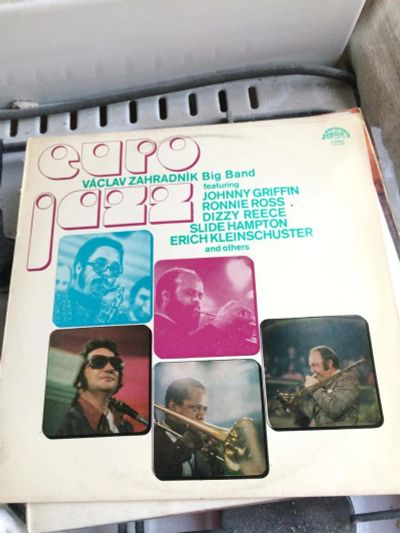 euro
VÁCLAV ZAHRADNÍK Big Band
jazz
featuring
JOHNNY GRIFFIN
RONNIE ROSS
DIZZY REECE
SLIDE HAMPTON
ERICH KLEINSCHUSTER
and others